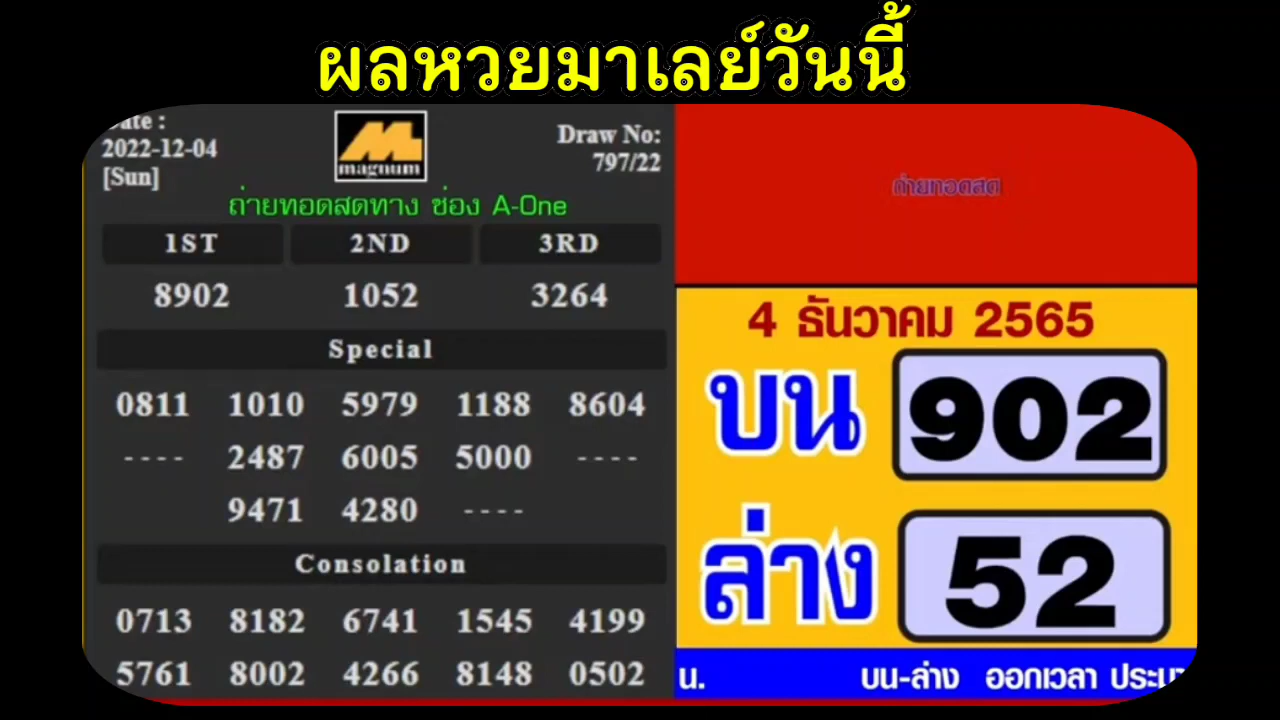 ผลหวยมาเลย์วันนี้
Date :
2022-12-04
[Sun]
magnum
Draw No:
797/22
ถ่ายทอดสดทาง ช่อง A-One
1ST 2ND 3RD
8902 1052 3264
Special
0811 1010 5979 1188 8604
---- 2487 6005 5000 ----
9471 4280 ----
Consolation
0713 8182 6741 1545 4199
5761 8002 4266 8148 0502
ถ่ายทอดสด
4 ธันวาคม 2565
บน 902
ล่าง 52
น. บน-ล่าง ออกเวลา